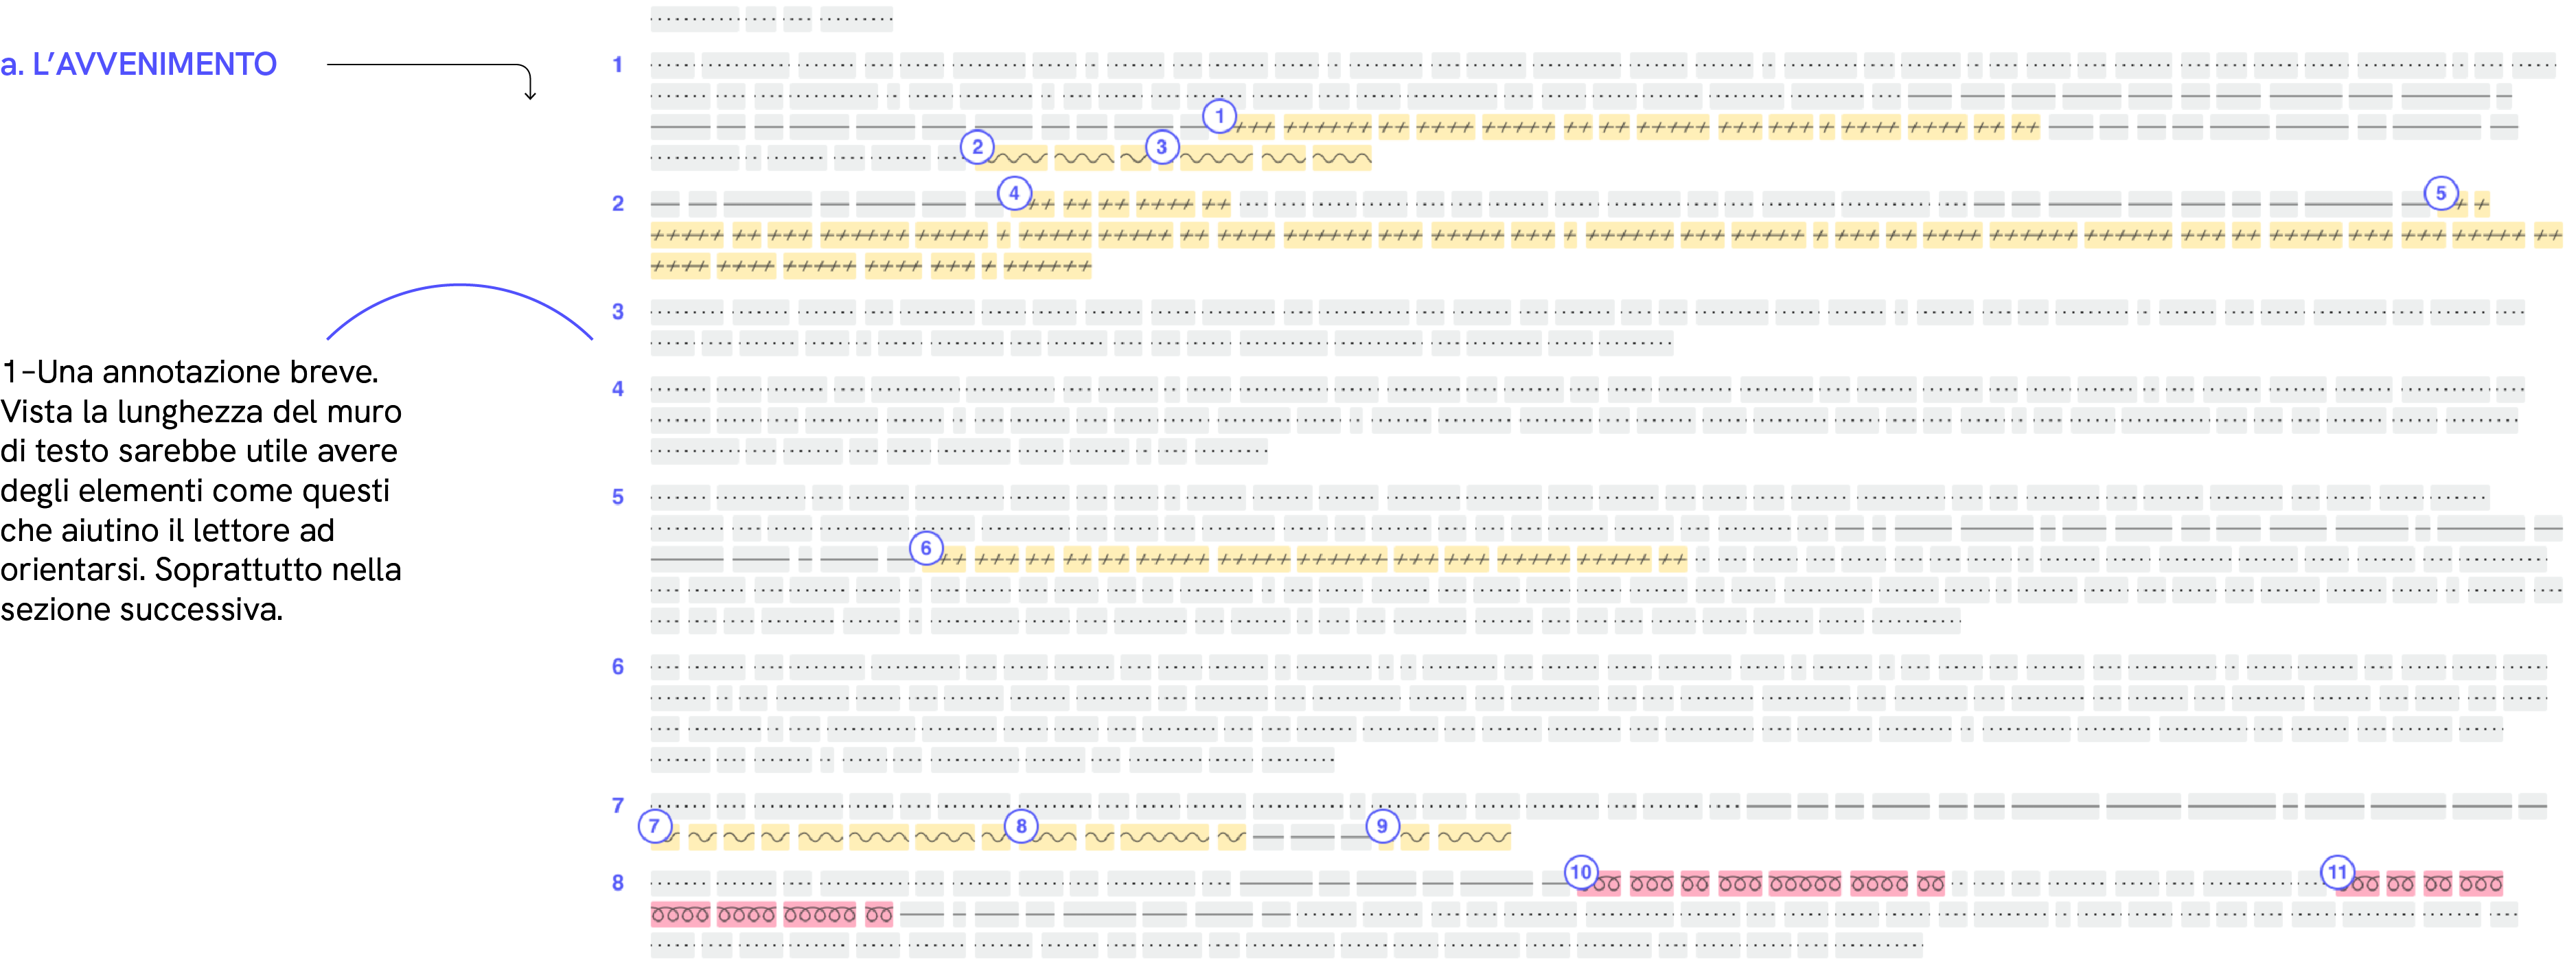 a. L'AVVENIMENTO
1–Una annotazione breve.
Vista la lunghezza del muro
di testo sarebbe utile avere
degli elementi come questi
che aiutino il lettore ad
orientarsi. Soprattutto nella
sezione successiva.
1
1
2 3
2 4 5
3
4
5
6
6
7
7 8 9
8 10 11